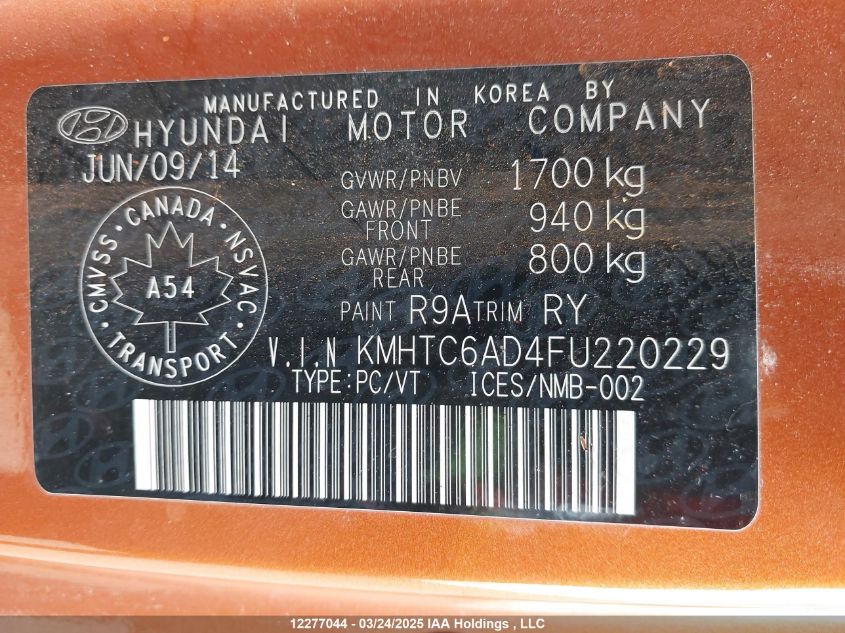 MANUFACTURED IN KOREA BY
HYUNDAI MOTOR COMPANY
JUN/09/14
GVWR/PNBV 1700 kg
GAWR/PNBE FRONT 940 kg
GAWR/PNBE REAR 800 kg
CANADA
CMVSS NSVAC
A54
TRANSPORT
PAINT R9A TRIM RY
V.I.N KMHTC6AD4FU220229
TYPE:PC/VT ICES/NMB-002
12277044 - 03/24/2025 IAA Holdings , LLC